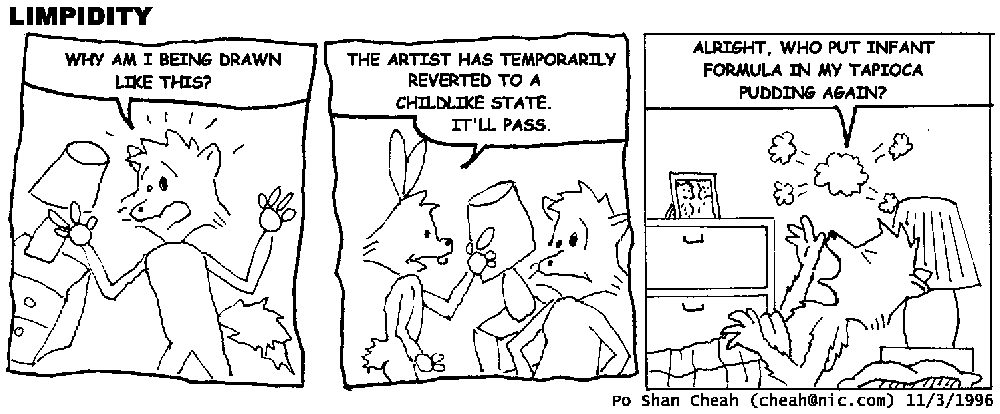 LIMPIDITY
WHY AM I BEING DRAWN
LIKE THIS?
THE ARTIST HAS TEMPORARILY
REVERTED TO A
CHILDLIKE STATE.
IT'LL PASS.
ALRIGHT, WHO PUT INFANT
FORMULA IN MY TAPIOCA
PUDDING AGAIN?
Po Shan Cheah (cheah@nic.com) 11/3/1996